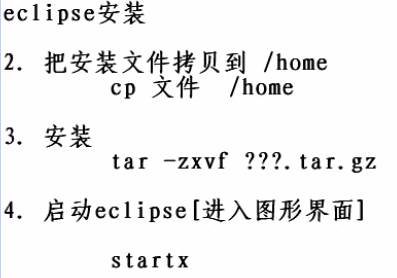 eclipse安装
2. 把安装文件拷贝到 /home
cp 文件 /home
3. 安装
tar -zxvf ???.tar.gz
4. 启动eclipse[进入图形界面]
startx